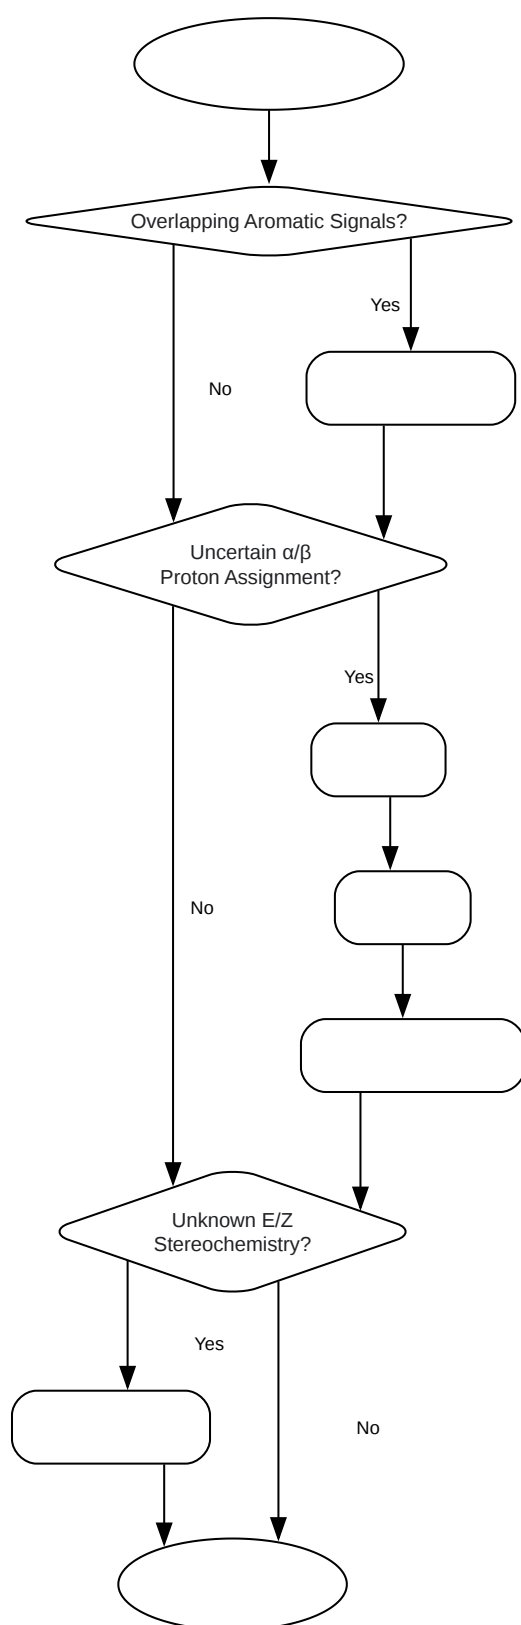 Overlapping Aromatic Signals?
Yes
No
Uncertain α/β
Proton Assignment?
Yes
No
Unknown E/Z
Stereochemistry?
Yes
No